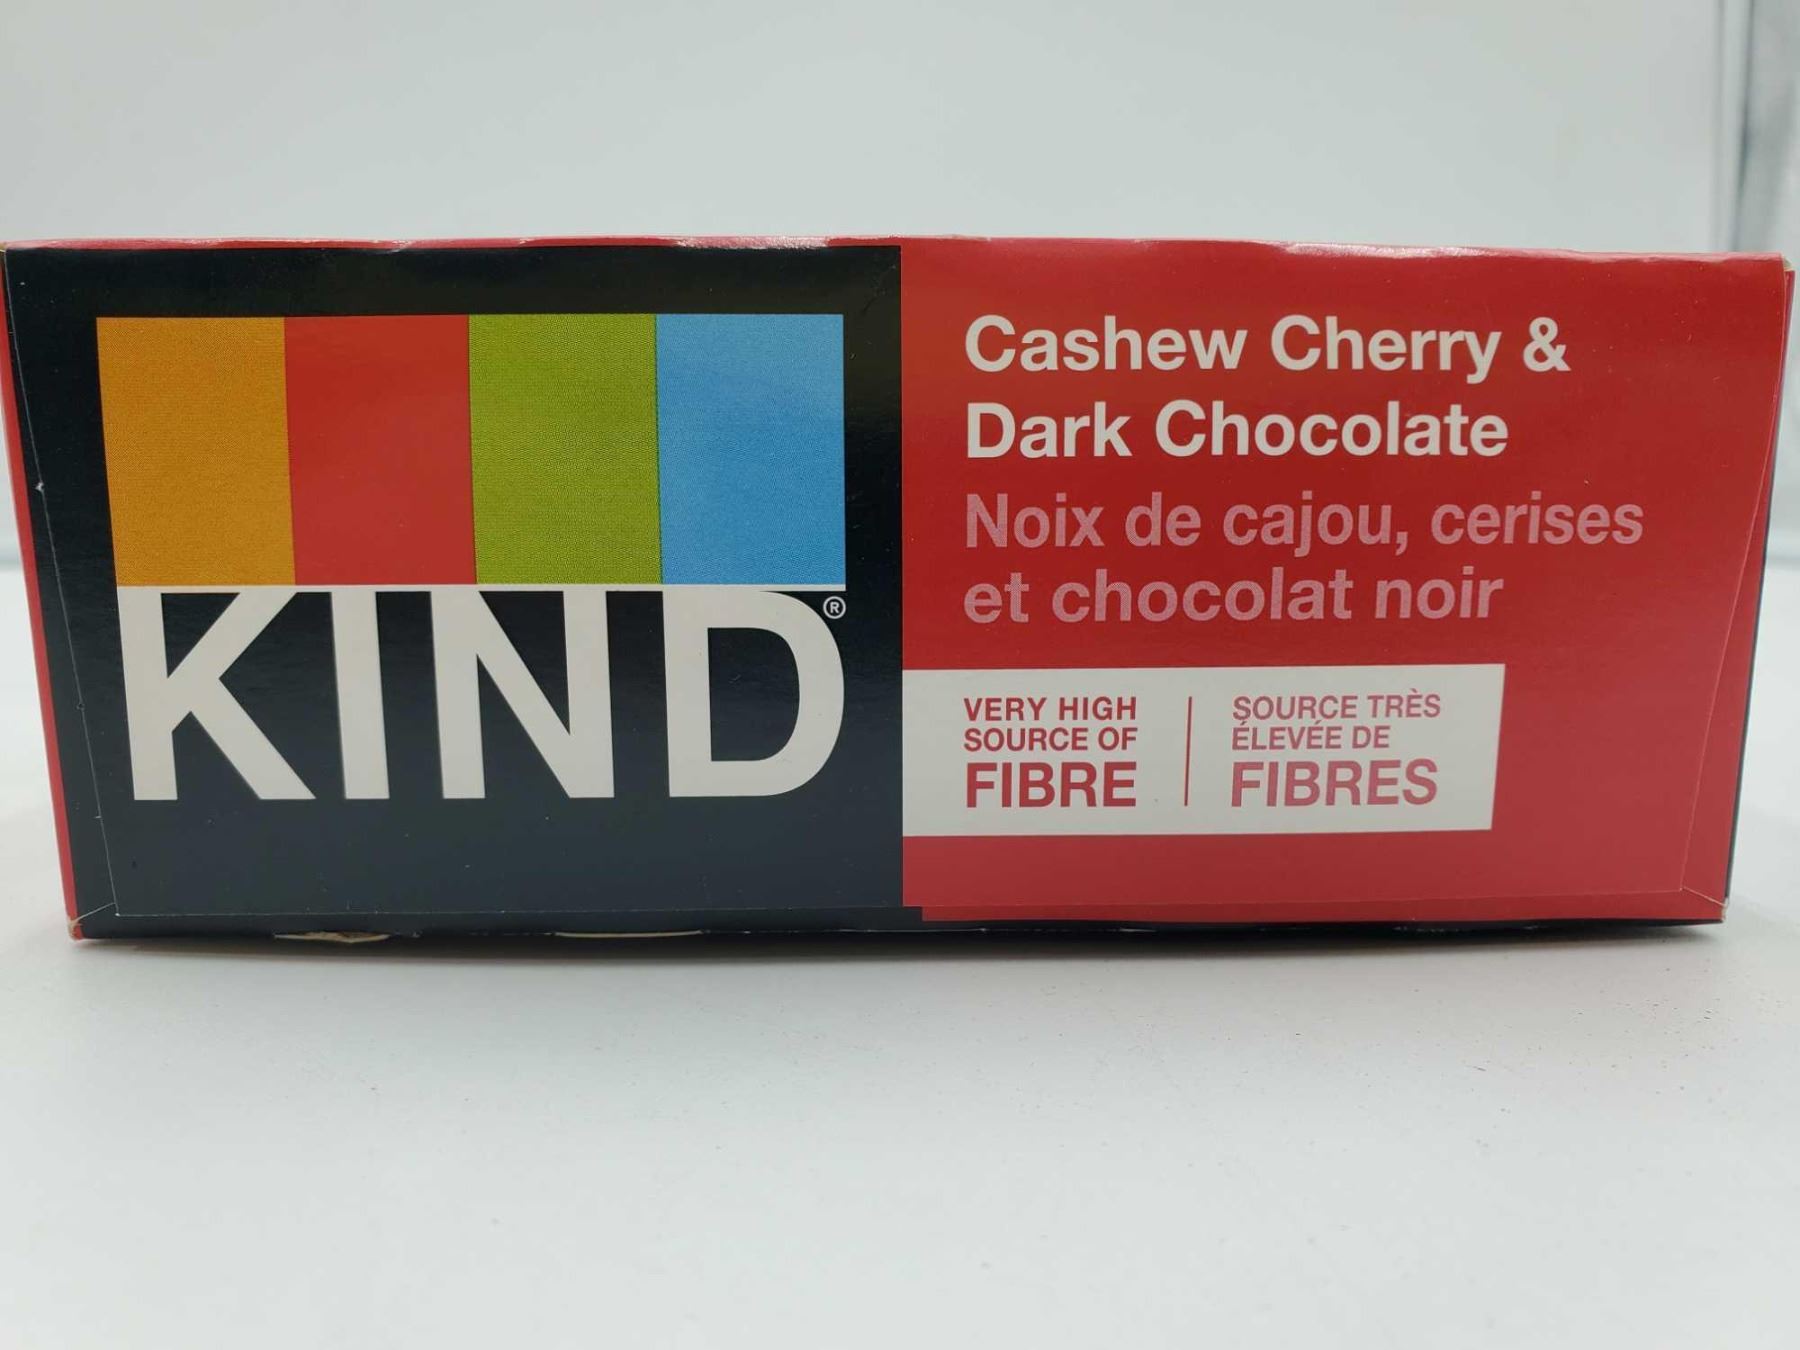 KIND®
Cashew Cherry &
Dark Chocolate
Noix de cajou, cerises
et chocolat noir
VERY HIGH
SOURCE OF
FIBRE
SOURCE TRÈS
ÉLEVÉE DE
FIBRES